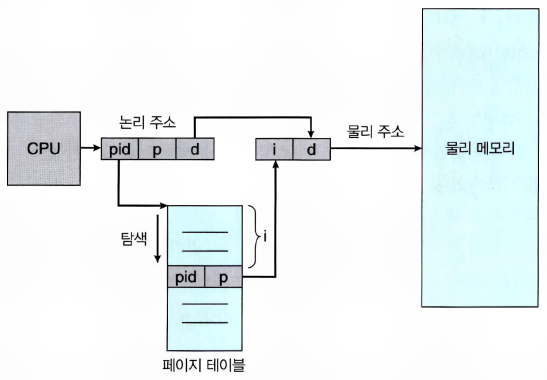 논리 주소
물리 주소
CPU
pid p d
i d
물리 메모리
탐색
i
pid p
페이지 테이블